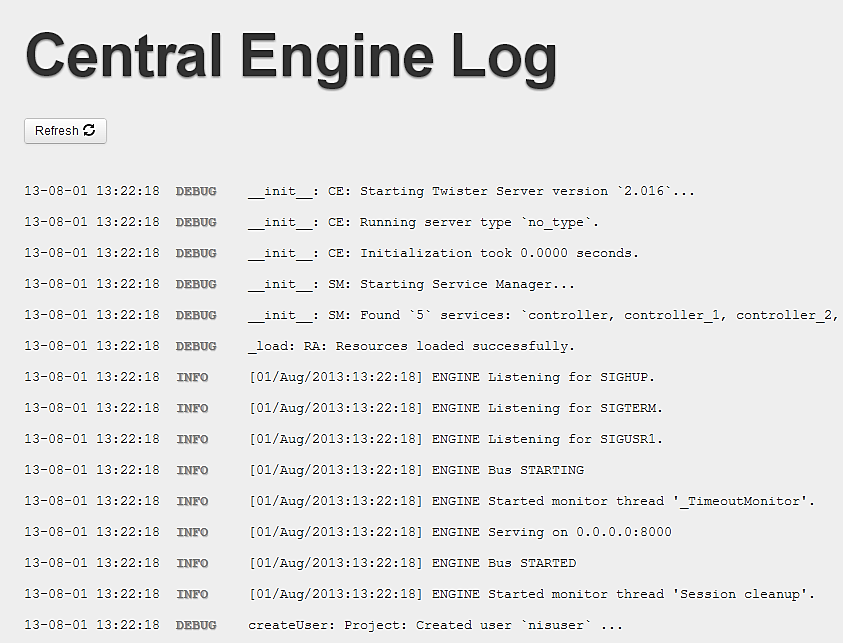 Central Engine Log
Refresh
13-08-01 13:22:18 DEBUG __init__: CE: Starting Twister Server version `2.016`...
13-08-01 13:22:18 DEBUG __init__: CE: Running server type `no_type`.
13-08-01 13:22:18 DEBUG __init__: CE: Initialization took 0.0000 seconds.
13-08-01 13:22:18 DEBUG __init__: SM: Starting Service Manager...
13-08-01 13:22:18 DEBUG __init__: SM: Found `5` services: `controller, controller_1, controller_2,
13-08-01 13:22:18 DEBUG _load: RA: Resources loaded successfully.
13-08-01 13:22:18 INFO [01/Aug/2013:13:22:18] ENGINE Listening for SIGHUP.
13-08-01 13:22:18 INFO [01/Aug/2013:13:22:18] ENGINE Listening for SIGTERM.
13-08-01 13:22:18 INFO [01/Aug/2013:13:22:18] ENGINE Listening for SIGUSR1.
13-08-01 13:22:18 INFO [01/Aug/2013:13:22:18] ENGINE Bus STARTING
13-08-01 13:22:18 INFO [01/Aug/2013:13:22:18] ENGINE Started monitor thread '_TimeoutMonitor'.
13-08-01 13:22:18 INFO [01/Aug/2013:13:22:18] ENGINE Serving on 0.0.0.0:8000
13-08-01 13:22:18 INFO [01/Aug/2013:13:22:18] ENGINE Bus STARTED
13-08-01 13:22:18 INFO [01/Aug/2013:13:22:18] ENGINE Started monitor thread 'Session cleanup'.
13-08-01 13:22:18 DEBUG createUser: Project: Created user `nisuser` ...